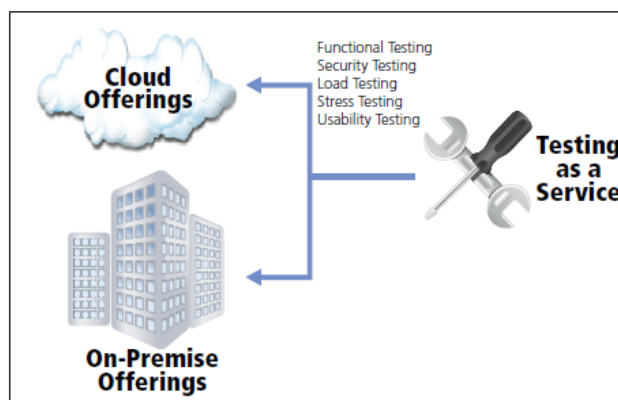 Cloud
Offerings
Functional Testing
Security Testing
Load Testing
Stress Testing
Usability Testing
Testing
as a
Service
On-Premise
Offerings